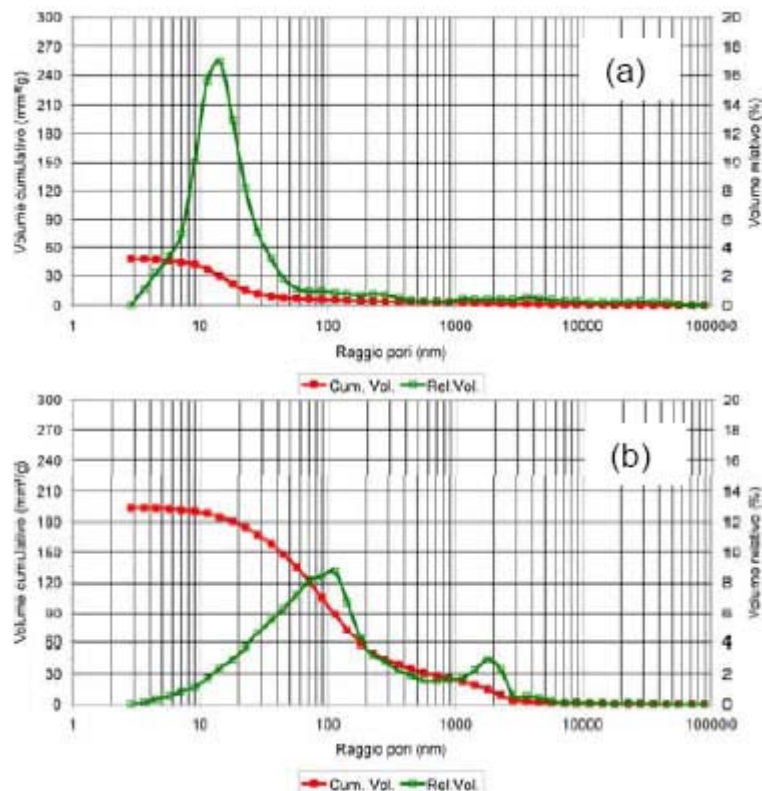 300 20
270 18
240 16
210 14
180 12
150 10
120 8
90 6
60 4
30 2
0 0
Volume cumulativo (mm³/g)
Volume relativo (%)
(a)
1 10 100 1000 10000 100000
Raggio pori (nm)
Cum. Vol. Rel.Vol.
300 20
270 18
240 16
210 14
180 12
150 10
120 8
90 6
60 4
30 2
0 0
Volume cumulativo (mm³/g)
Volume relativo (%)
(b)
1 10 100 1000 10000 100000
Raggio pori (nm)
Cum. Vol. Rel.Vol.